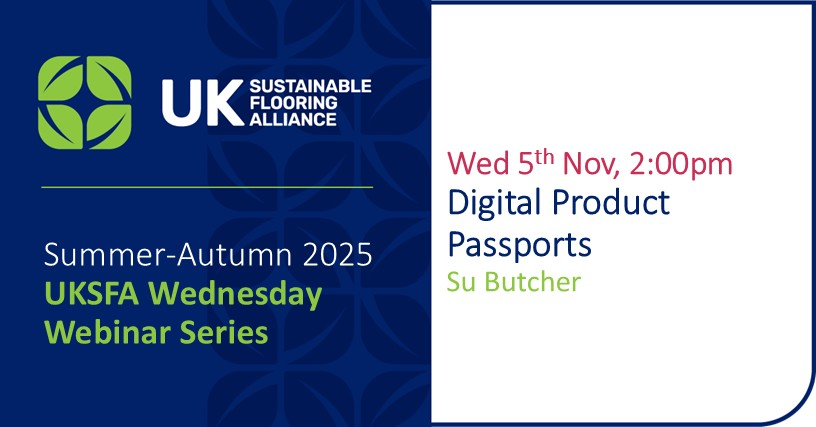 UK SUSTAINABLE
FLOORING
ALLIANCE
Summer-Autumn 2025
UKSFA Wednesday
Webinar Series
Wed 5th Nov, 2:00pm
Digital Product
Passports
Su Butcher